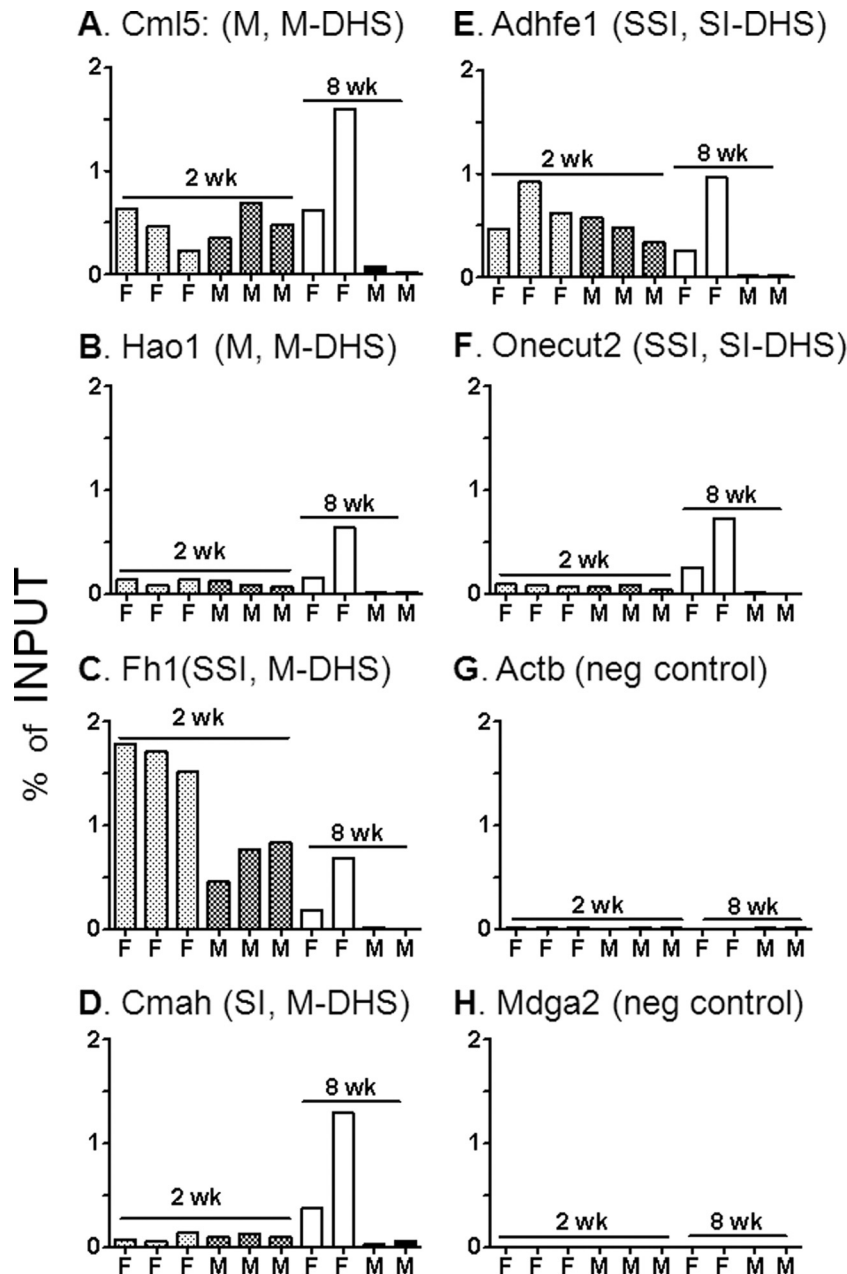 % of INPUT
A. Cml5: (M, M-DHS)
2
1
0
2 wk
8 wk
F F F M M M F F M M
B. Hao1 (M, M-DHS)
2
1
0
2 wk
8 wk
F F F M M M F F M M
C. Fh1(SSI, M-DHS)
2
1
0
2 wk
8 wk
F F F M M M F F M M
D. Cmah (SI, M-DHS)
2
1
0
2 wk
8 wk
F F F M M M F F M M
E. Adhfe1 (SSI, SI-DHS)
2
1
0
2 wk
8 wk
F F F M M M F F M M
F. Onecut2 (SSI, SI-DHS)
2
1
0
2 wk
8 wk
F F F M M M F F M M
G. Actb (neg control)
2
1
0
2 wk
8 wk
F F F M M M F F M M
H. Mdga2 (neg control)
2
1
0
2 wk
8 wk
F F F M M M F F M M